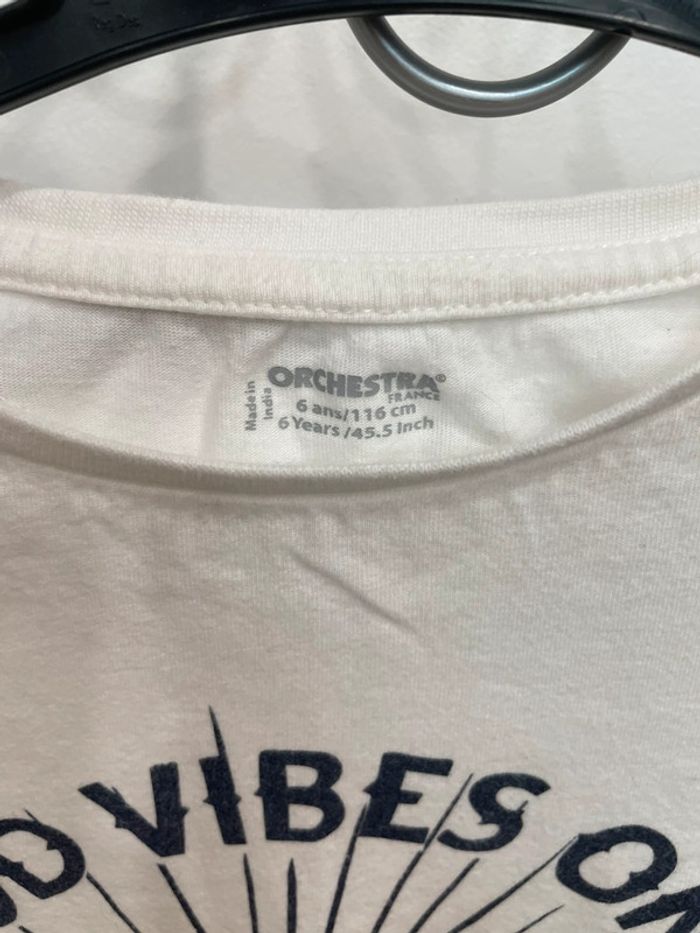 ORCHESTRA®
FRANCE
Made in
India
6 ans/116 cm
6 Years /45.5 Inch
VIBES